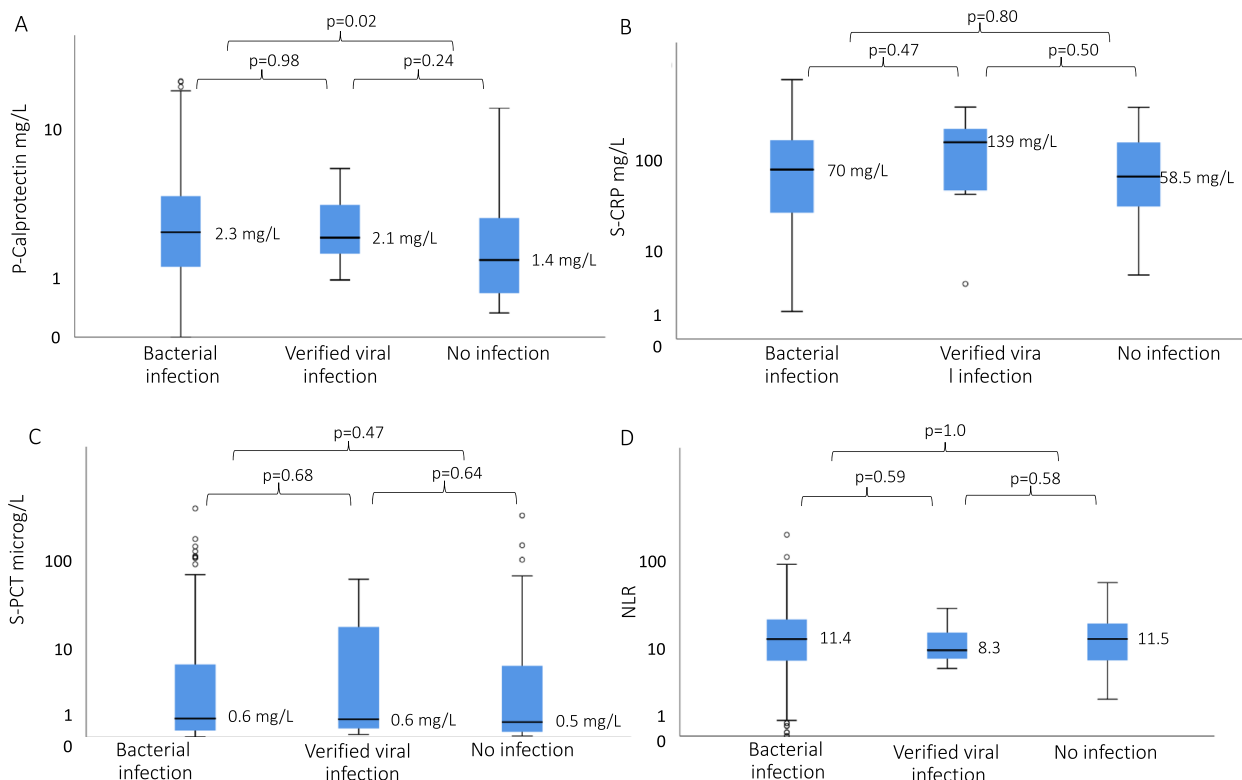 A
p=0.02
p=0.98
p=0.24
P-Calprotectin mg/L
10
1
0
2.3 mg/L
2.1 mg/L
1.4 mg/L
Bacterial
infection
Verified viral
infection
No infection
B
p=0.80
p=0.47
p=0.50
S-CRP mg/L
100
10
1
0
70 mg/L
139 mg/L
58.5 mg/L
Bacterial
infection
Verified vira
l infection
No infection
C
p=0.47
p=0.68
p=0.64
S-PCT microg/L
100
10
1
0
0.6 mg/L
0.6 mg/L
0.5 mg/L
Bacterial
infection
Verified viral
infection
No infection
D
p=1.0
p=0.59
p=0.58
NLR
100
10
1
0
11.4
8.3
11.5
Bacterial
infection
Verified viral
infection
No infection